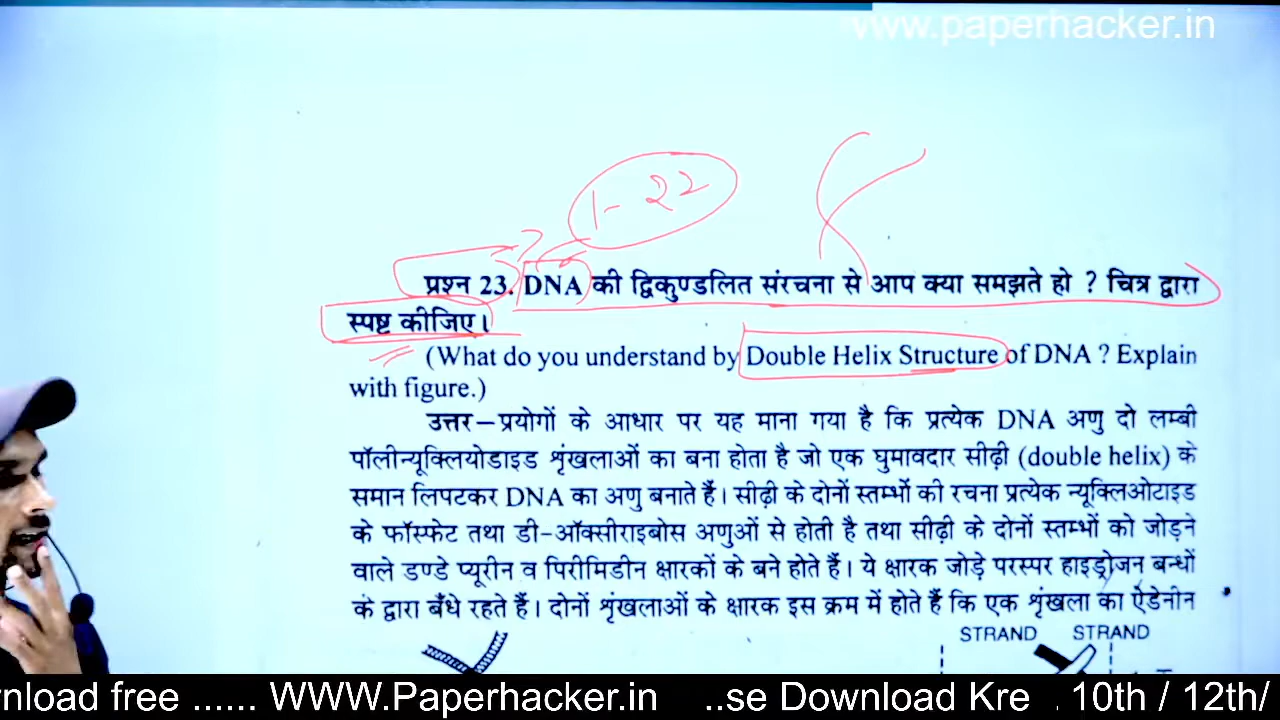 www.paperhacker.in
1-22
प्रश्न 23. DNA की द्विकुण्डलित संरचना से आप क्या समझते हो ? चित्र द्वारा
स्पष्ट कीजिए।
(What do you understand by Double Helix Structure of DNA ? Explain
with figure.)
उत्तर–प्रयोगों के आधार पर यह माना गया है कि प्रत्येक DNA अणु दो लम्बी
पॉलीन्यूक्लियोडाइड शृंखलाओं का बना होता है जो एक घुमावदार सीढ़ी (double helix) के
समान लिपटकर DNA का अणु बनाते हैं। सीढ़ी के दोनों स्तम्भों की रचना प्रत्येक न्यूक्लिओटाइड
के फॉस्फेट तथा डी-ऑक्सीराइबोस अणुओं से होती है तथा सीढ़ी के दोनों स्तम्भों को जोड़ने
वाले डण्डे प्यूरीन व पिरीमिडीन क्षारकों के बने होते हैं। ये क्षारक जोड़े परस्पर हाइड्रोजन बन्धों
के द्वारा बँधे रहते हैं। दोनों शृंखलाओं के क्षारक इस क्रम में होते हैं कि एक शृंखला का ऐडेनीन
STRAND STRAND
wnload free ...... WWW.Paperhacker.in ..se Download Kre . 10th / 12th/